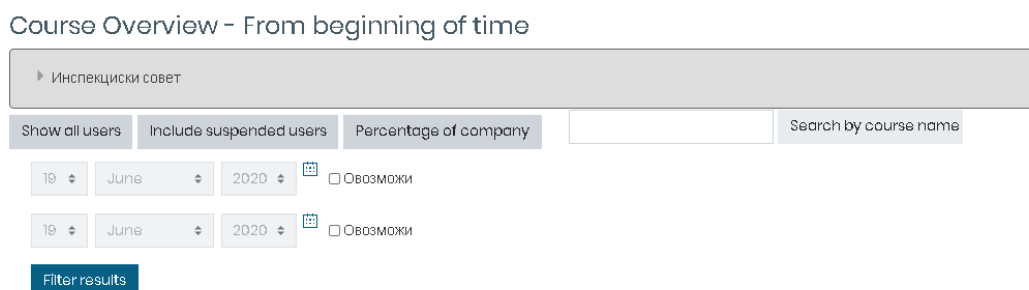 Course Overview - From beginning of time
Инспекциски совет
Show all users Include suspended users Percentage of company Search by course name
19 June 2020 Овозможи
19 June 2020 Овозможи
Filter results